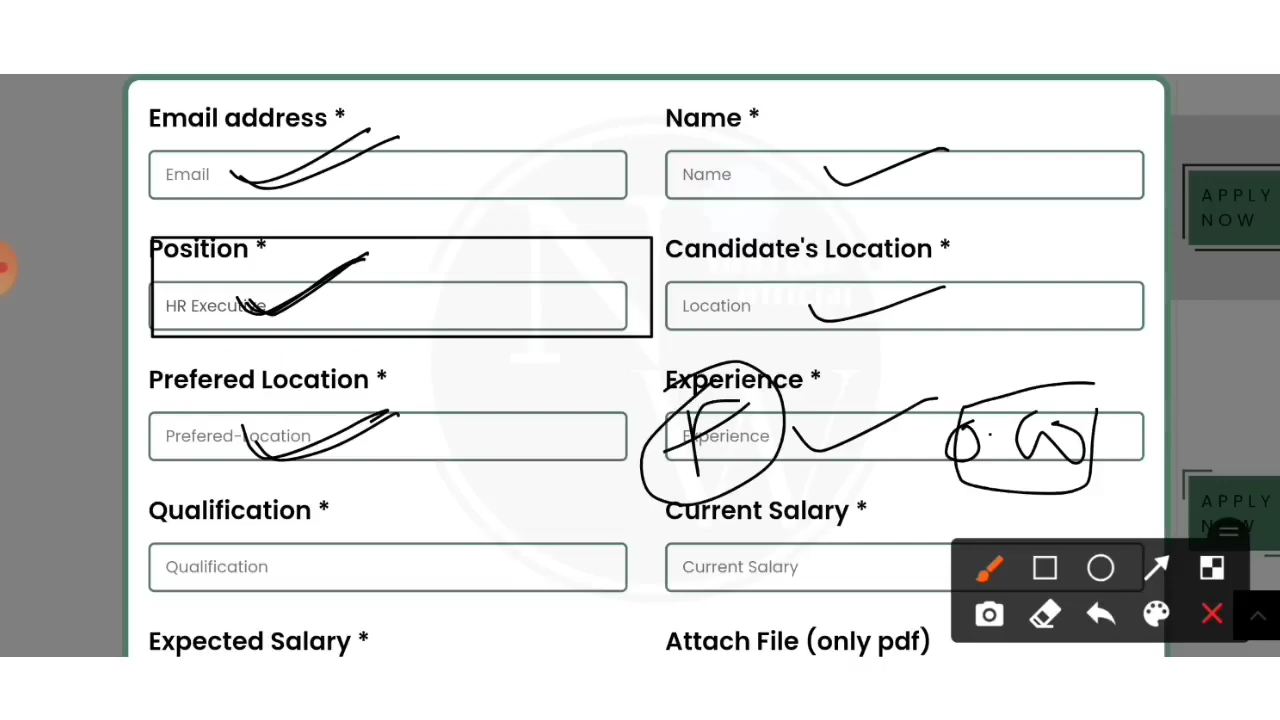 Email address *
Name *
Email
Name
APPLY
NOW
Position *
Candidate's Location *
HR Executive
Location
Prefered Location *
Experience *
Prefered-Location
Experience
F
Qualification *
Current Salary *
APPLY
NOW
Qualification
Current Salary
Expected Salary *
Attach File (only pdf)